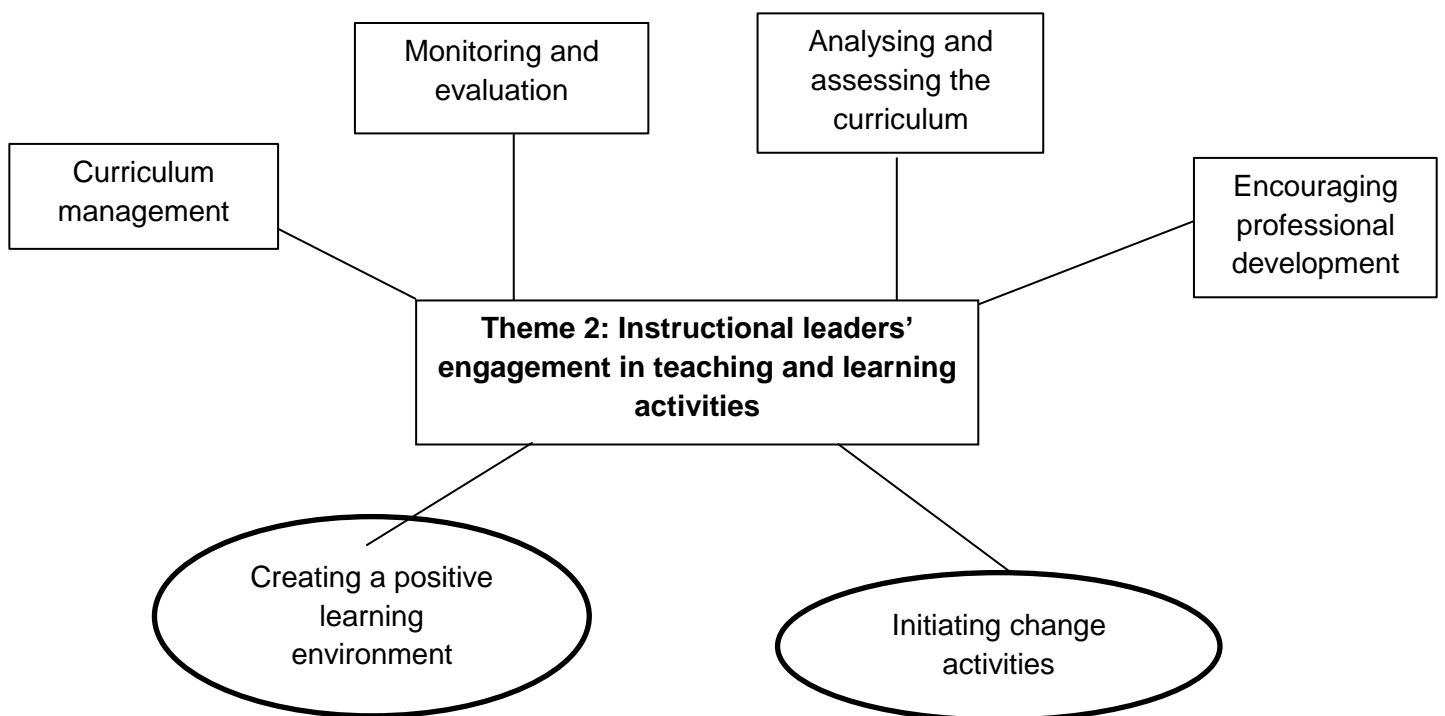 Monitoring and
evaluation
Analysing and
assessing the
curriculum
Curriculum
management
Encouraging
professional
development
Theme 2: Instructional leaders’
engagement in teaching and learning
activities
Creating a positive
learning
environment
Initiating change
activities